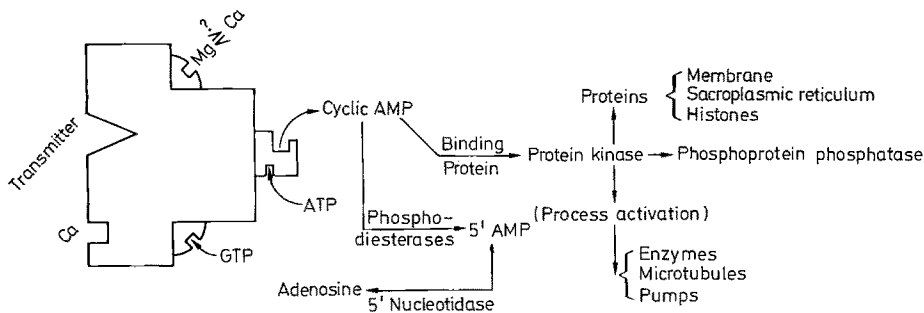 ? 
Mg ≶ Ca
Transmitter
Ca
GTP
ATP
Cyclic AMP
Binding
Protein
Protein kinase
Phosphoprotein phosphatase
Proteins
Membrane
Sacroplasmic reticulum
Histones
(Process activation)
Enzymes
Microtubules
Pumps
Phospho-
diesterases
5' AMP
5' Nucleotidase
Adenosine